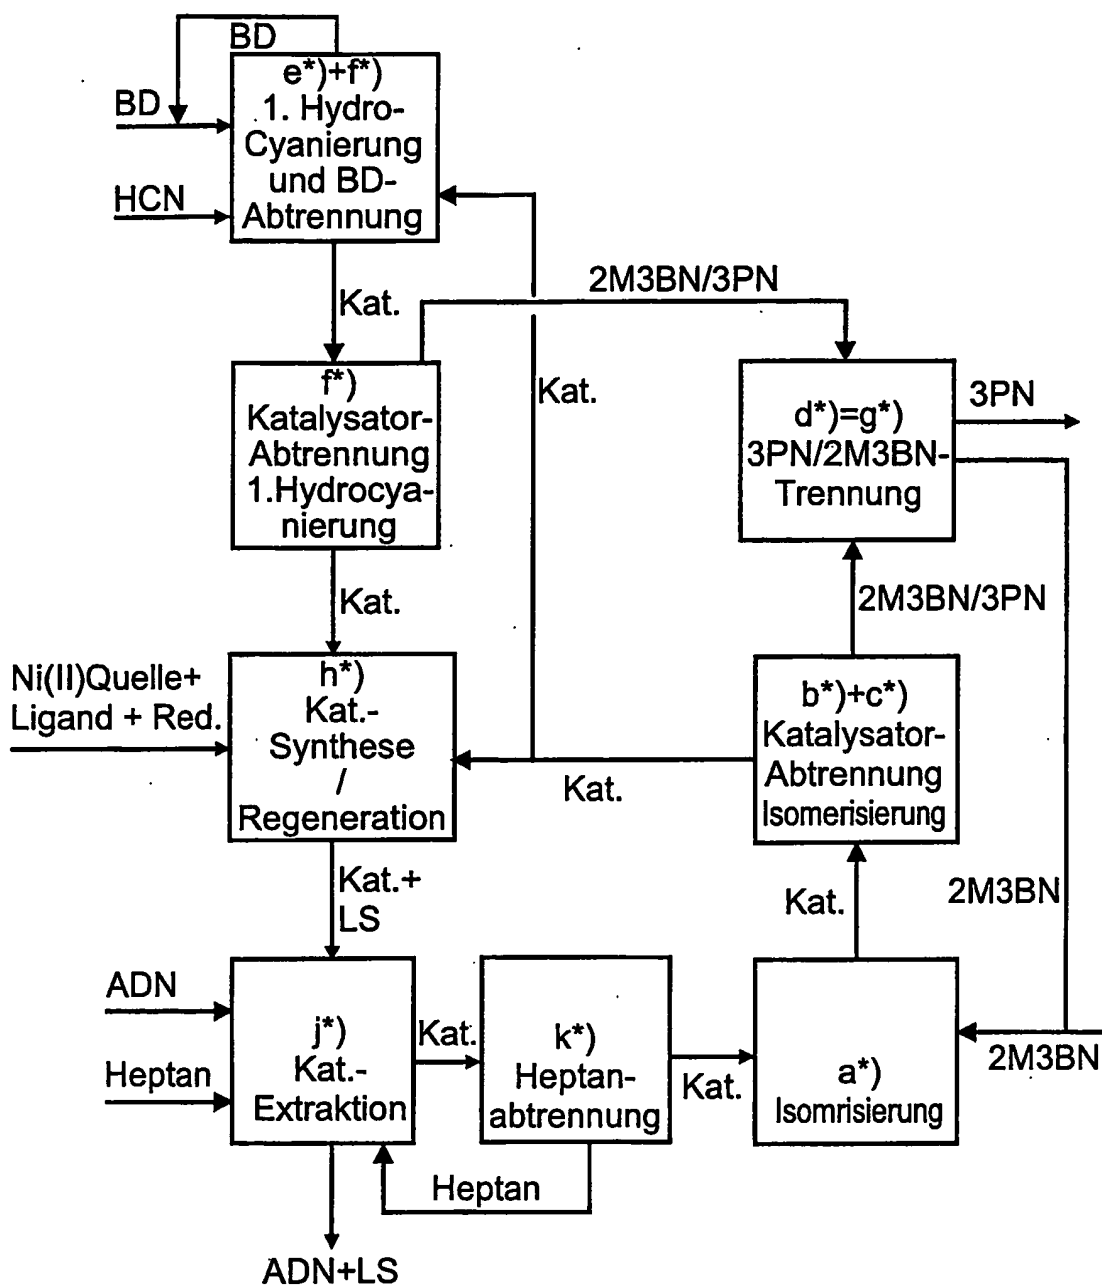 BD
BD
HCN
e*)+f*)
1. Hydro-
Cyanierung
und BD-
Abtrennung
Kat.
2M3BN/3PN
f*)
Katalysator-
Abtrennung
1.Hydrocya-
nierung
Kat.
d*)=g*)
3PN/2M3BN-
Trennung
3PN
Kat.
2M3BN/3PN
Ni(II)Quelle+
Ligand + Red.
h*)
Kat.-
Synthese
/
Regeneration
Kat.
b*)+c*)
Katalysator-
Abtrennung
Isomerisierung
Kat.+
LS
Kat.
2M3BN
ADN
Heptan
j*)
Kat.-
Extraktion
Kat.
k*)
Heptan-
abtrennung
Kat.
a*)
Isomrisierung
2M3BN
Heptan
ADN+LS